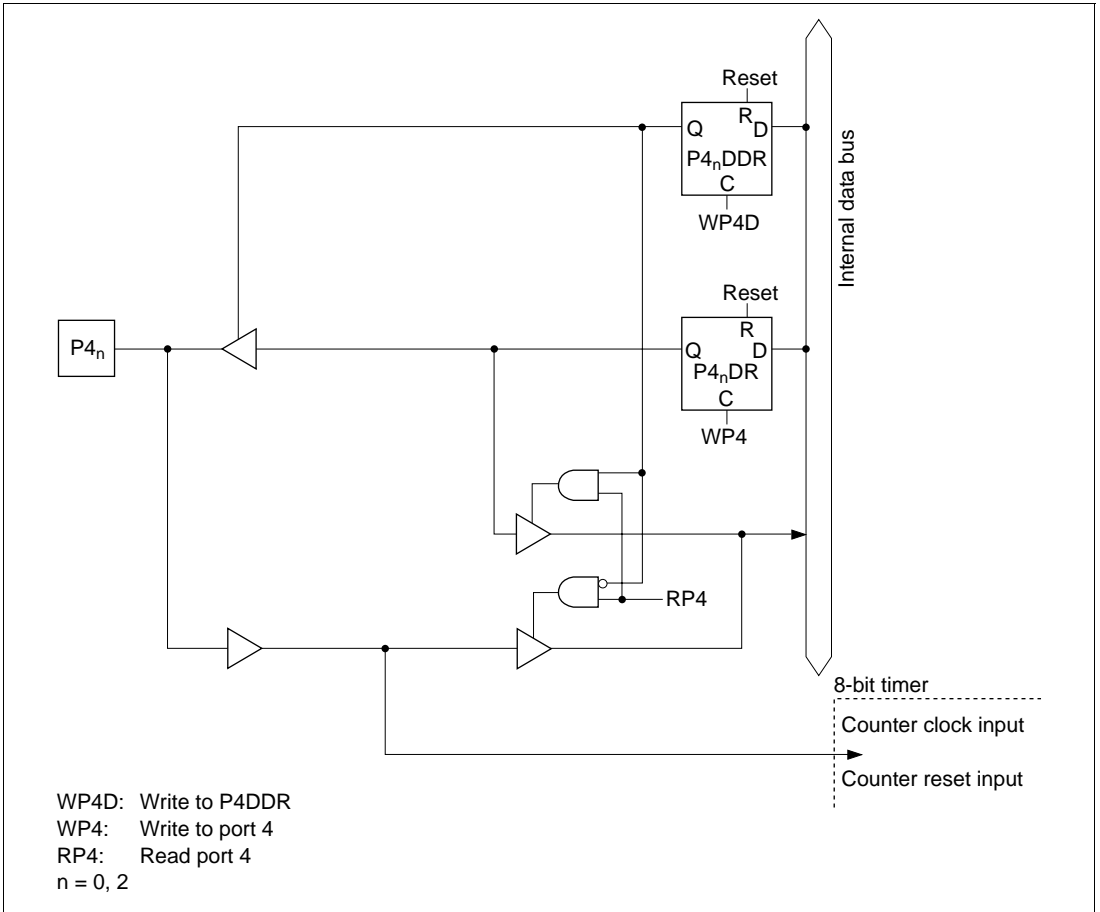 Reset
R
Q D
P4nDDR
C
WP4D
Internal data bus
Reset
R
P4n
Q D
P4nDR
C
WP4
RP4
8-bit timer
Counter clock input
Counter reset input
WP4D: Write to P4DDR
WP4: Write to port 4
RP4: Read port 4
n = 0, 2